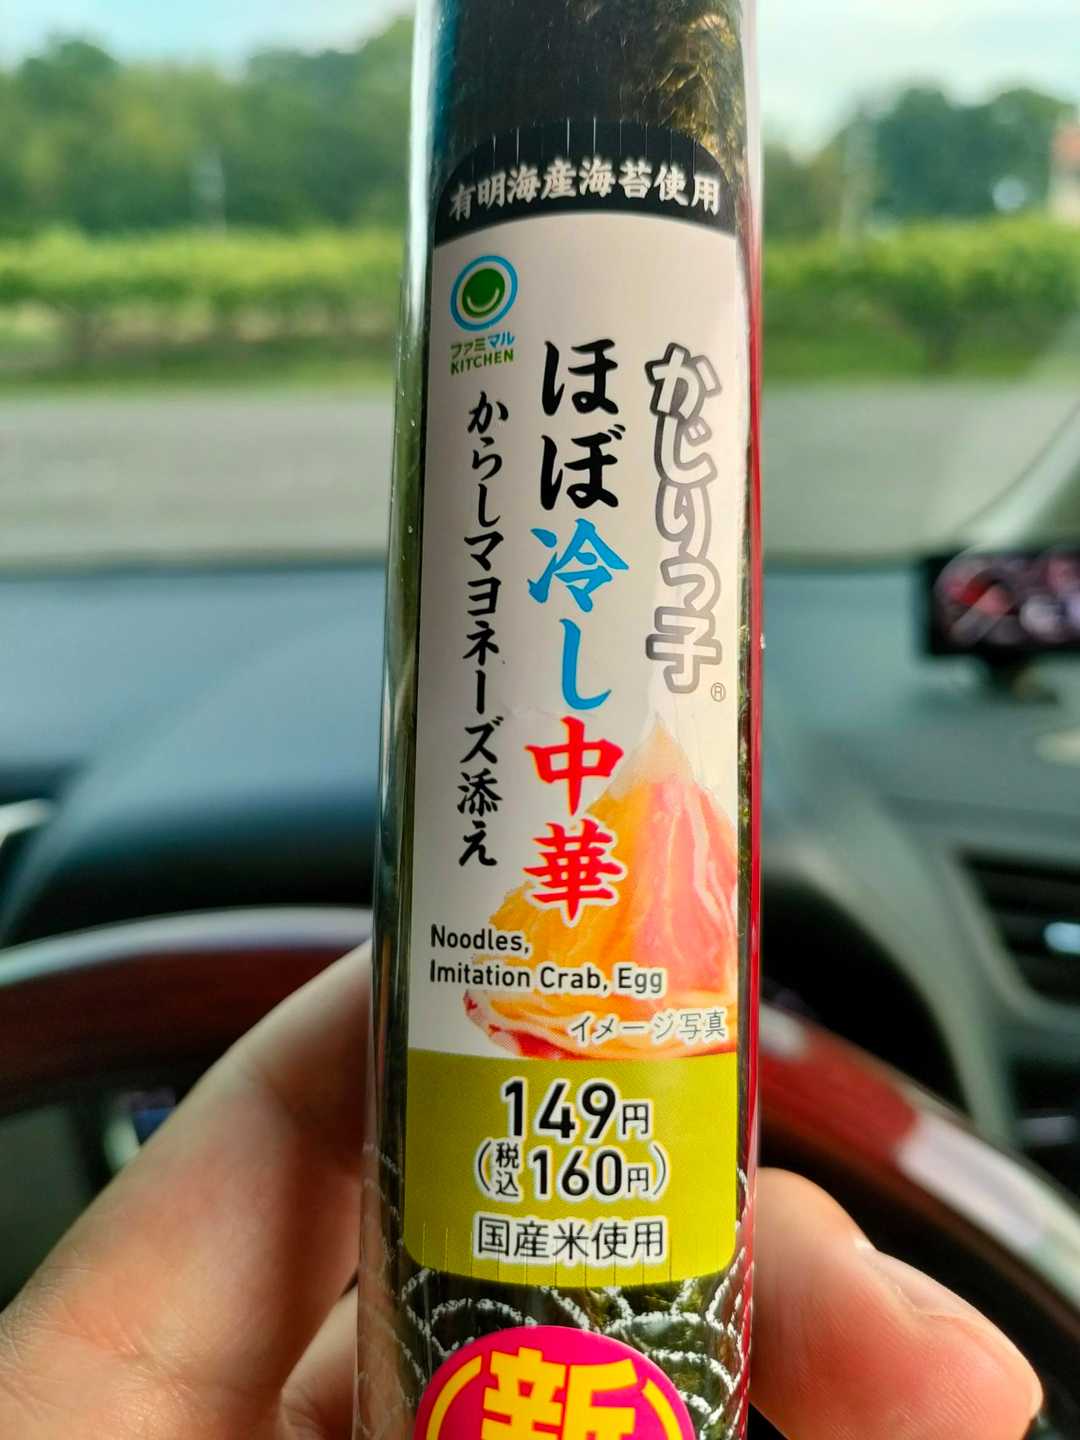 有明海産海苔使用
ファミマル
KITCHEN
かじりっ子®
ほぼ冷し中華
からしマヨネーズ添え
Noodles,
Imitation Crab, Egg
イメージ写真
149円
(税込160円)
国産米使用
新